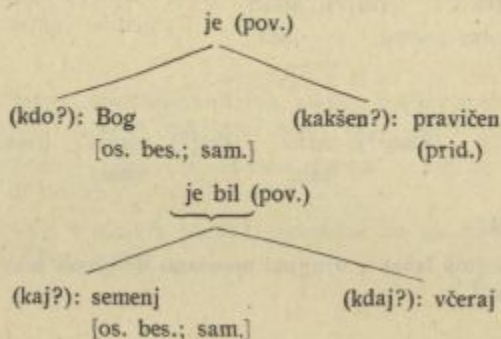 je (pov.)
(kdo?): Bog (kakšen?): pravičen
[os. bes.; sam.] (prid.)
je bil (pov.)
(kaj?): semenj (kdaj?): včeraj
[os. bes.; sam.]